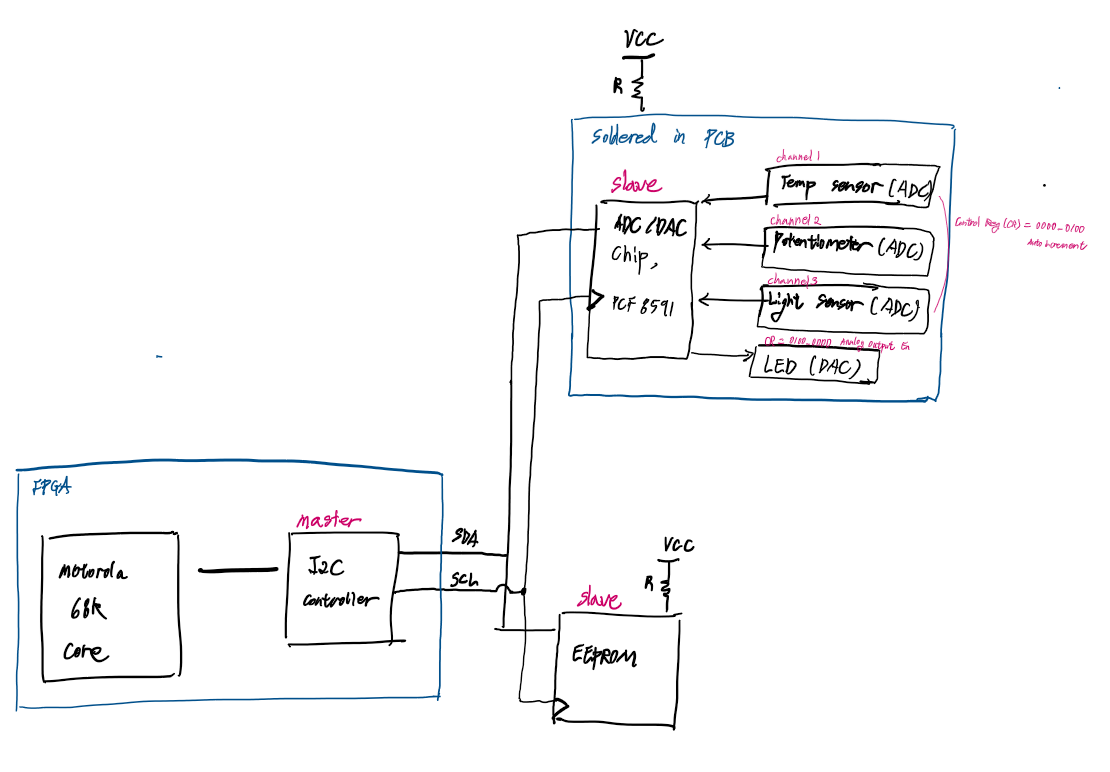 VCC
R
Soldered in PCB
slave
ADC/DAC
Chip,
PCF 8591
channel 1
Temp sensor (ADC)
channel 2
Potentiometer (ADC)
channel 3
Light sensor (ADC)
Control Reg (CR) = 0000_0100
Auto increment
CR = 0100_0000 Analog Output En
LED (DAC)
FPGA
Motorola
68k
Core
master
I2C
Controller
SDA
SCL
VCC
R
slave
EEPROM